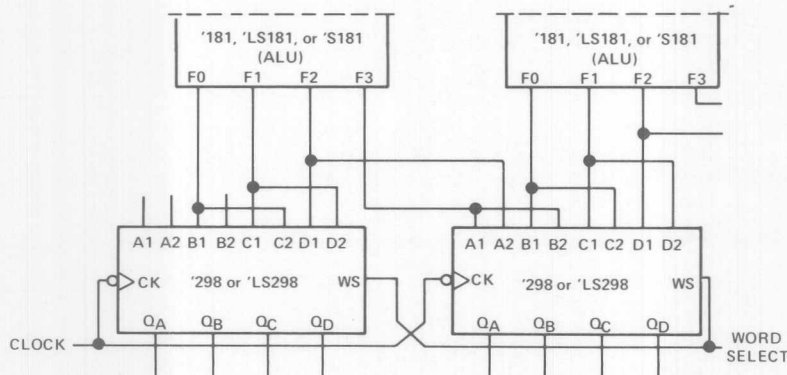 '181, 'LS181, or 'S181
(ALU)
F0 F1 F2 F3
'181, 'LS181, or 'S181
(ALU)
F0 F1 F2 F3
A1 A2 B1 B2 C1 C2 D1 D2
CK '298 or 'LS298 WS
QA QB QC QD
A1 A2 B1 B2 C1 C2 D1 D2
CK '298 or 'LS298 WS
QA QB QC QD
CLOCK
WORD
SELECT